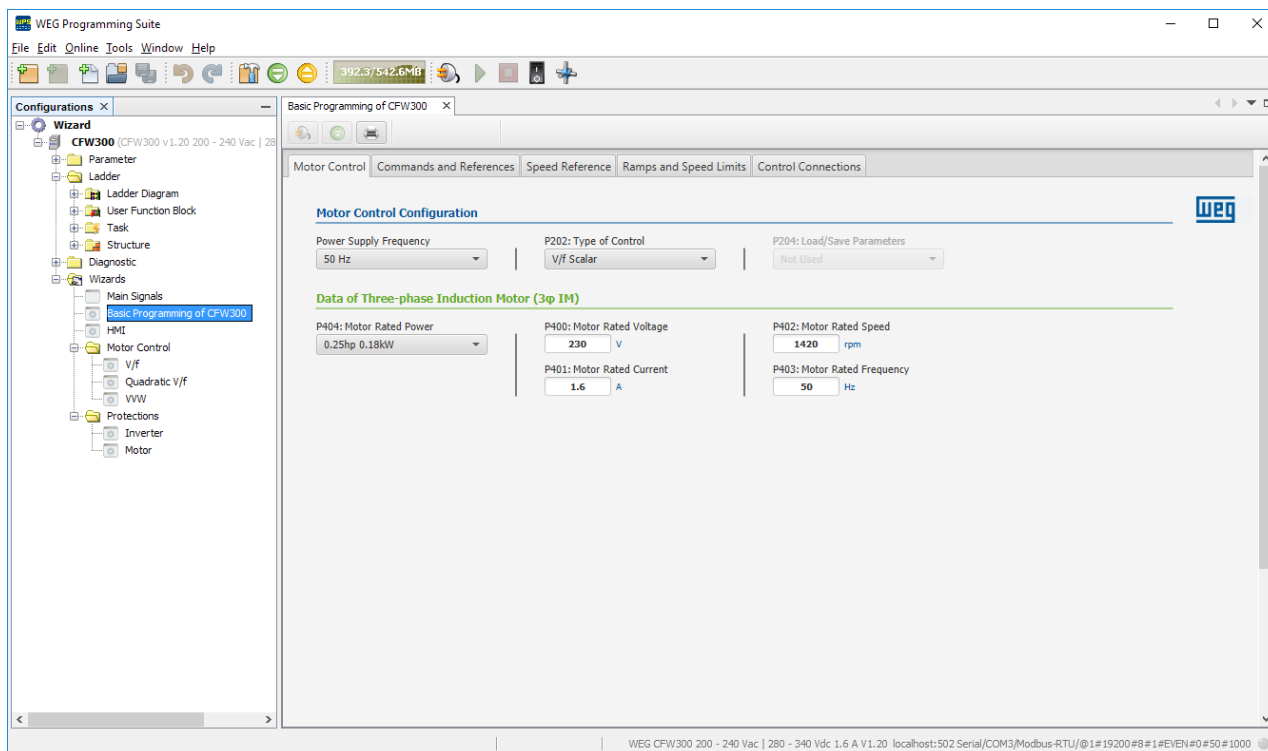 WEG Programming Suite
File Edit Online Tools Window Help
392.3/542.6MB
Configurations
Basic Programming of CFW300
Wizard
CFW300 (CFW300 v1.20 200 - 240 Vac | 28
Parameter
Ladder
Ladder Diagram
User Function Block
Task
Structure
Diagnostic
Wizards
Main Signals
Basic Programming of CFW300
HMI
Motor Control
V/f
Quadratic V/f
VVW
Protections
Inverter
Motor
Motor Control Commands and References Speed Reference Ramps and Speed Limits Control Connections
Motor Control Configuration
weg
Power Supply Frequency P202: Type of Control P204: Load/Save Parameters
50 Hz V/f Scalar Not Used
Data of Three-phase Induction Motor (3φ IM)
P404: Motor Rated Power P400: Motor Rated Voltage P402: Motor Rated Speed
0.25hp 0.18kW 230 V 1420 rpm
P401: Motor Rated Current P403: Motor Rated Frequency
1.6 A 50 Hz
WEG CFW300 200 - 240 Vac | 280 - 340 Vdc 1.6 A V1.20 localhost:502 Serial/COM3/Modbus-RTU/@1#19200#8#1#EVEN#0#50#1000